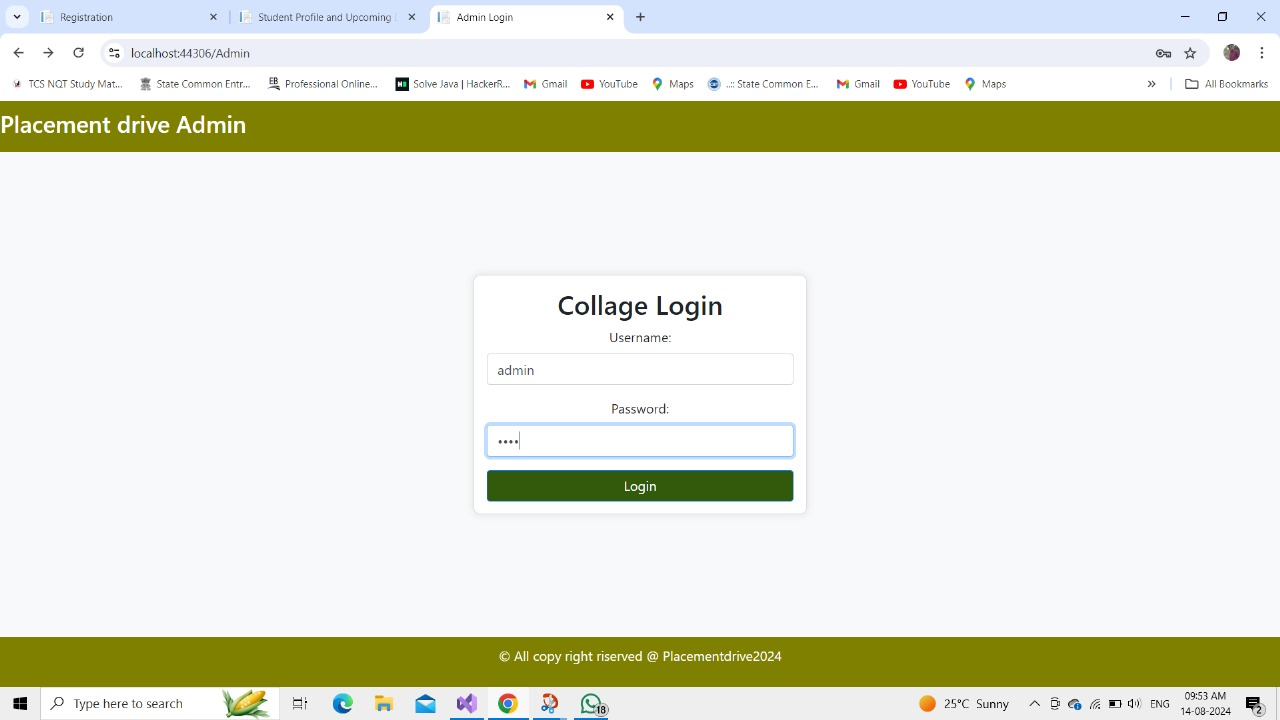 Registration
Student Profile and Upcoming
Admin Login
localhost:44306/Admin
TCS NQT Study Mat...
State Common Entr...
Professional Online...
Solve Java | HackerR...
Gmail
YouTube
Maps
.:: State Common E...
Gmail
YouTube
Maps
»
All Bookmarks
Placement drive Admin
Collage Login
Username:
admin
Password:
••••
Login
© All copy right riserved @ Placementdrive2024
Type here to search
18
25°C Sunny
ENG
09:53 AM
14-08-2024
2